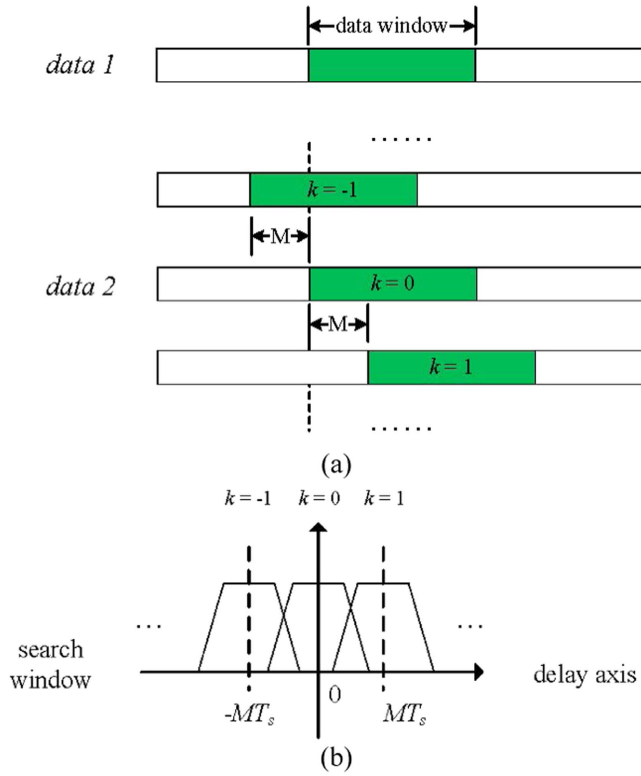 data window
data 1
......
k = -1
M
data 2
k = 0
M
k = 1
......
(a)
k = -1 k = 0 k = 1
... ...
search
window
0
delay axis
-MTs MTs
(b)